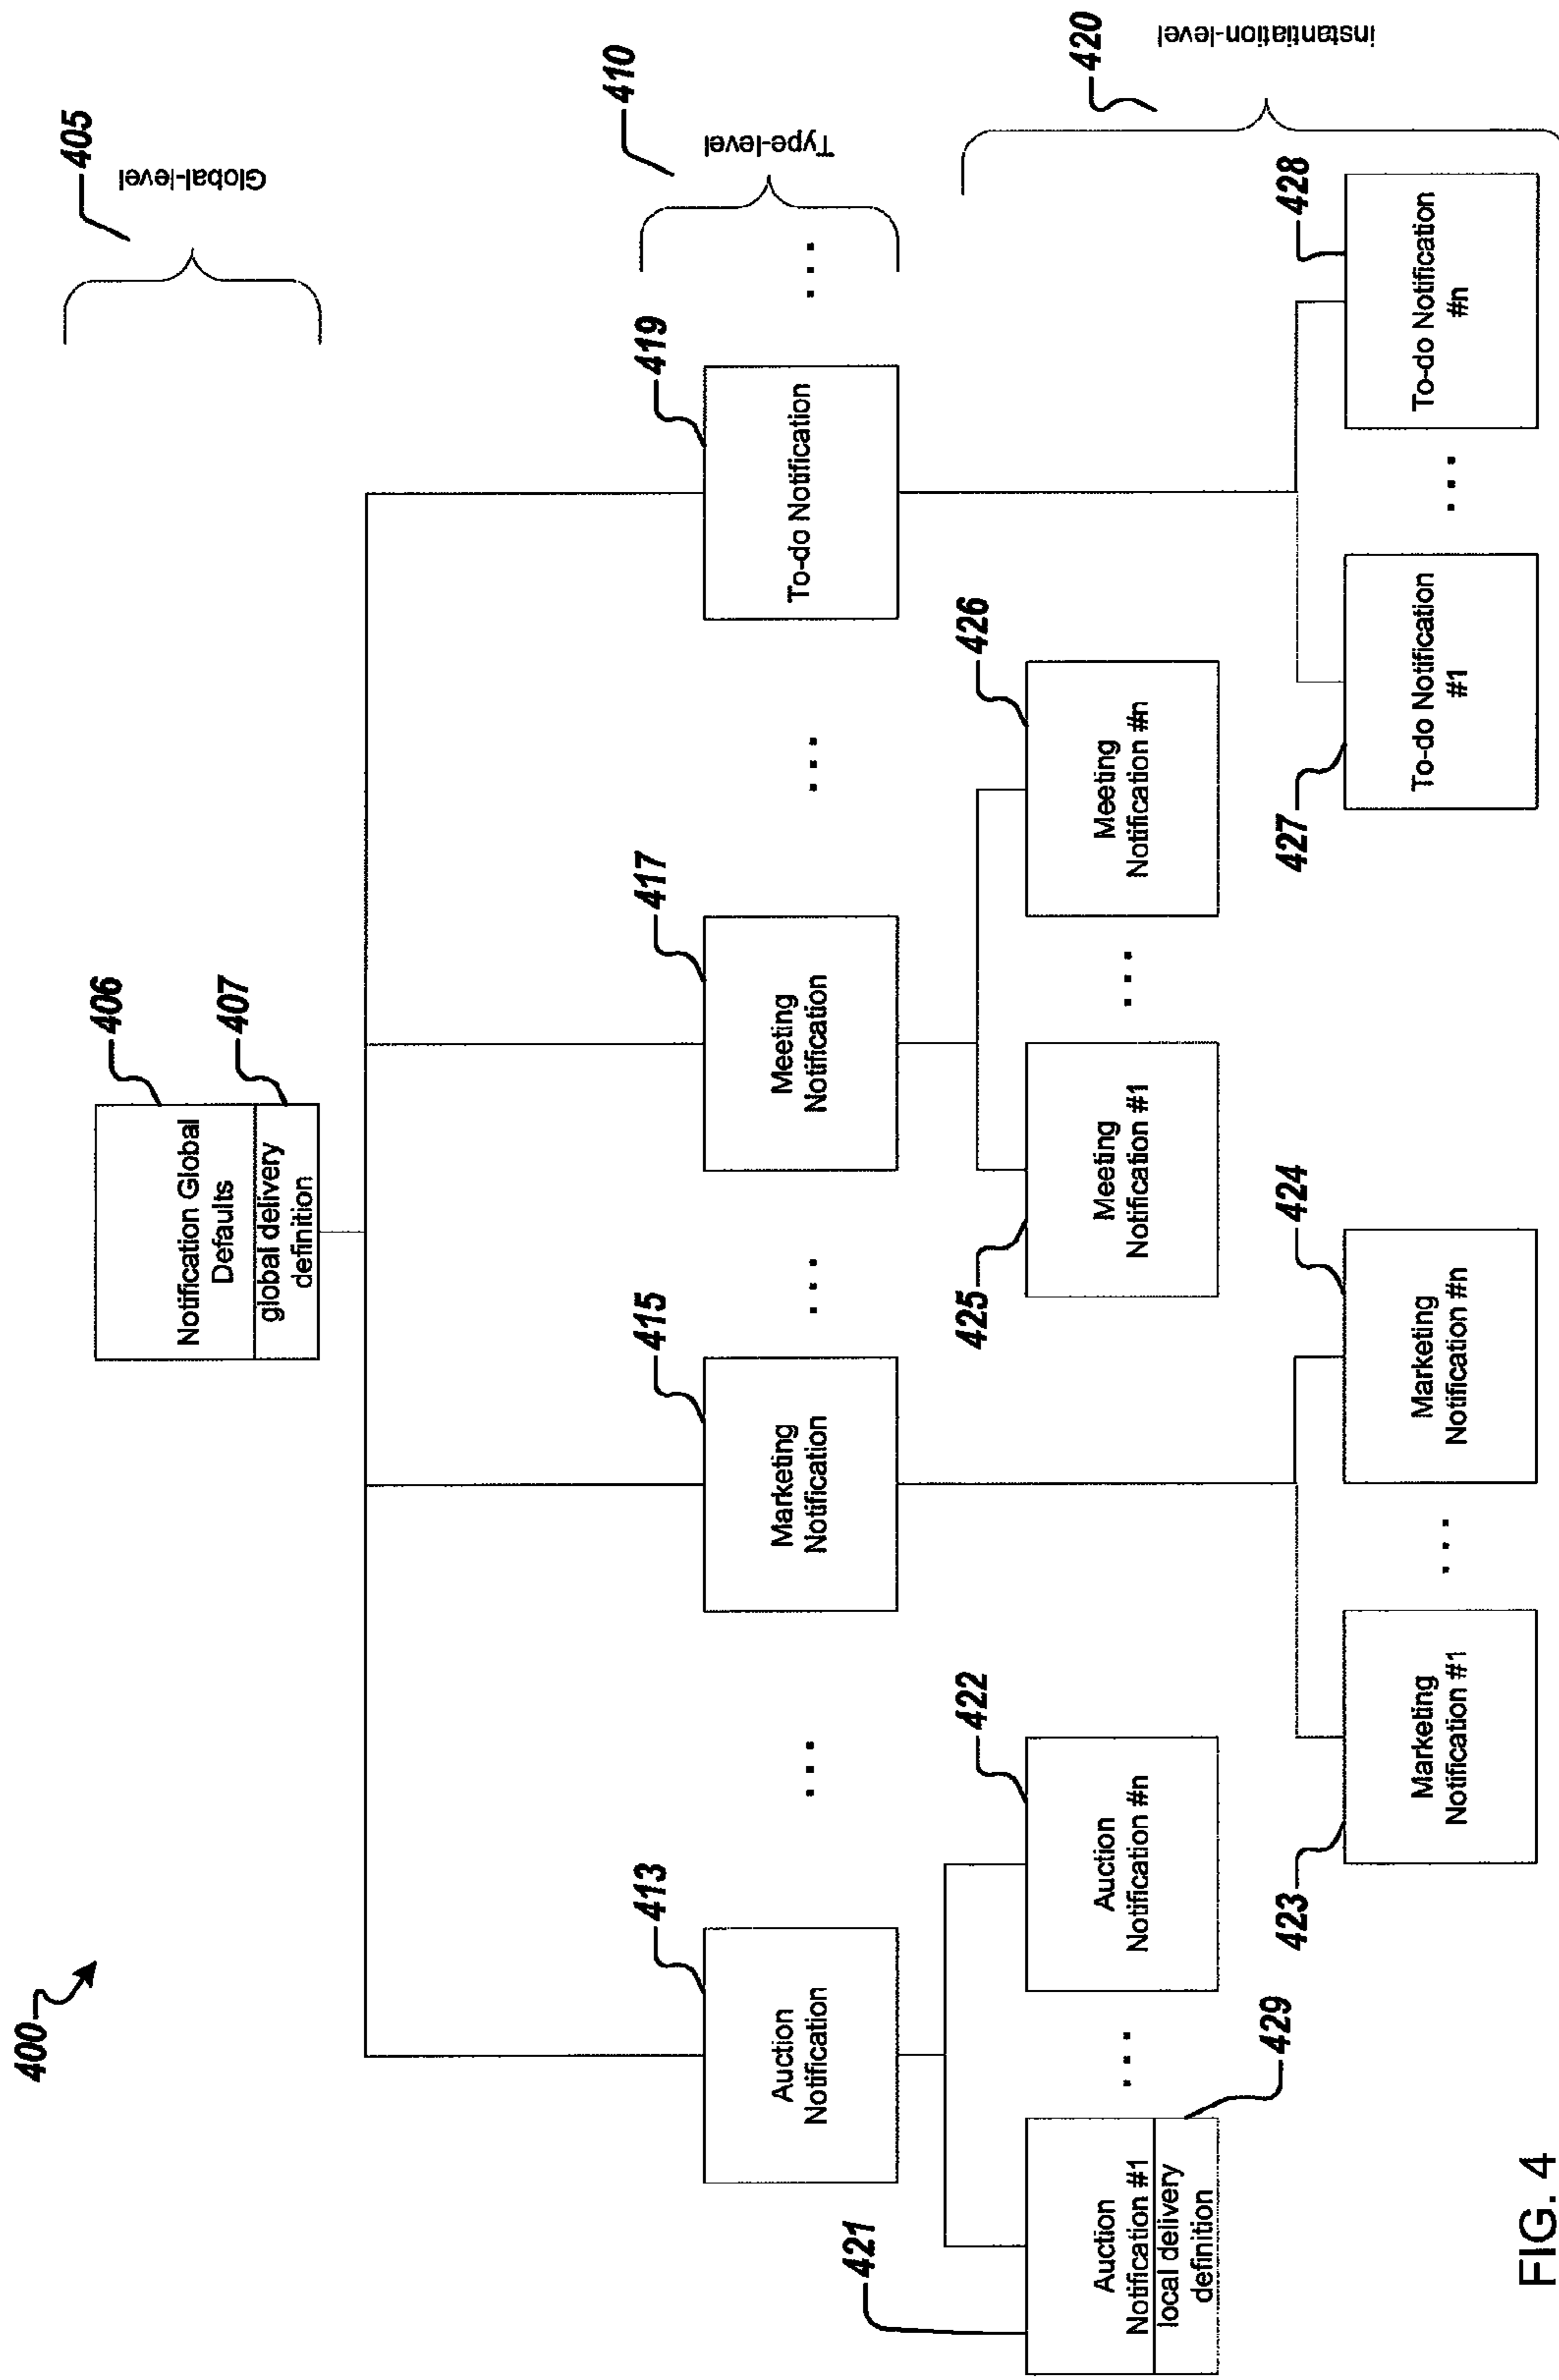 400
405
Global-level
406
Notification Global
Defaults
407
global delivery
definition
410
Type-level
413
Auction
Notification
...
415
Marketing
Notification
...
417
Meeting
Notification
...
419
To-do Notification
...
420
instantiation-level
421
Auction
Notification #1
local delivery
definition
429
...
422
Auction
Notification #n
425
Meeting
Notification #1
...
426
Meeting
Notification #n
423
Marketing
Notification #1
...
424
Marketing
Notification #n
427
To-do Notification
#1
...
428
To-do Notification
#n
FIG. 4